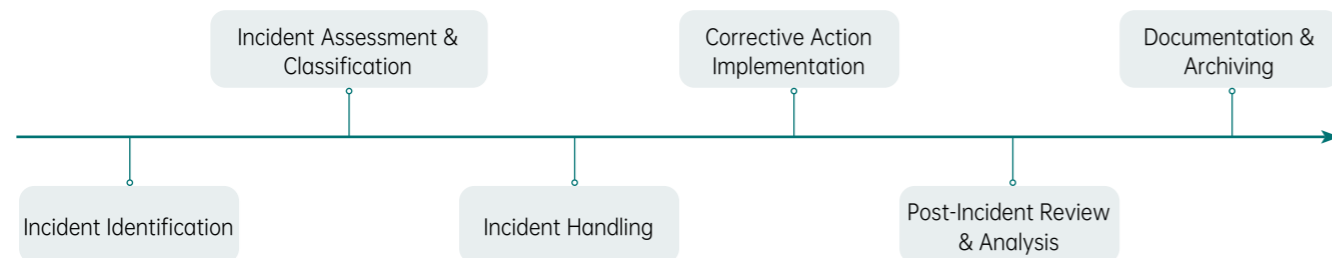 Incident Assessment &
Classification
Corrective Action
Implementation
Documentation &
Archiving
Incident Identification
Incident Handling
Post-Incident Review
& Analysis